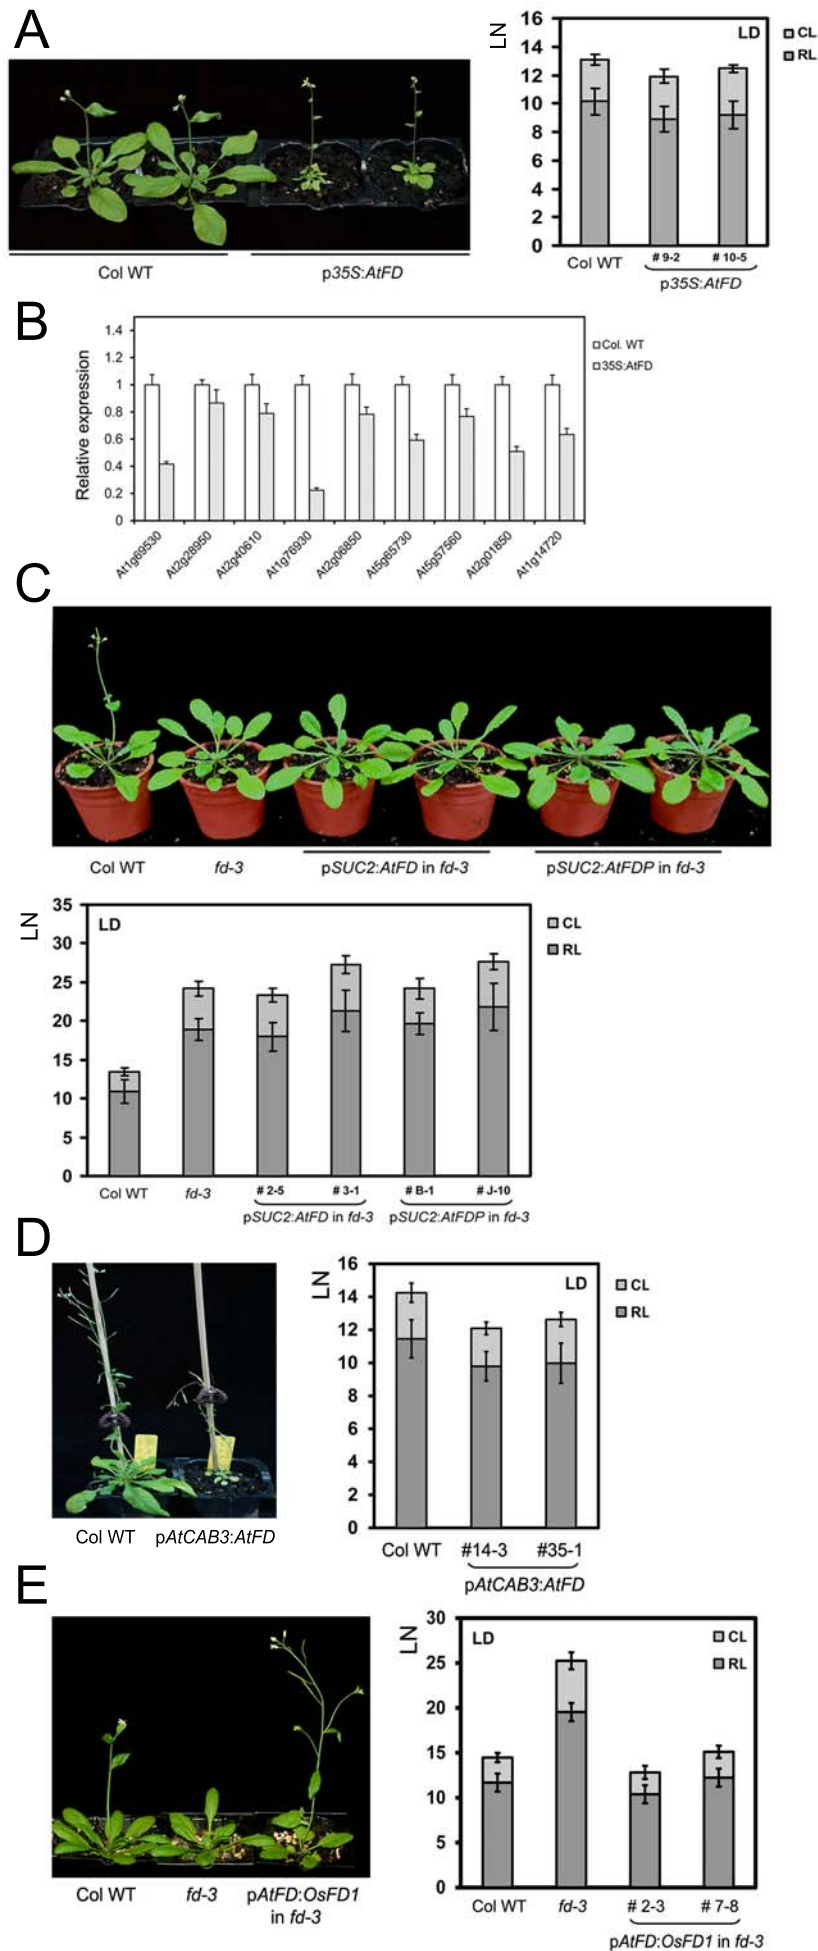 A
LN
16
14
12
10
8
6
4
2
0
LD
CL
RL
Col WT
p35S:AtFD
Col WT
# 9-2
# 10-5
p35S:AtFD
B
Relative expression
1.4
1.2
1
0.8
0.6
0.4
0.2
0
Col. WT
35S:AtFD
At1g69530
At2g28950
At2g40610
At1g76930
At2g06850
At5g65730
At5g57560
At2g01850
At1g14720
C
Col WT
fd-3
pSUC2:AtFD in fd-3
pSUC2:AtFDP in fd-3
LN
35
30
25
20
15
10
5
0
LD
CL
RL
Col WT
fd-3
# 2-5
# 3-1
# B-1
# J-10
pSUC2:AtFD in fd-3
pSUC2:AtFDP in fd-3
D
Col WT
pAtCAB3:AtFD
LN
16
14
12
10
8
6
4
2
0
LD
CL
RL
Col WT
#14-3
#35-1
pAtCAB3:AtFD
E
Col WT
fd-3
pAtFD:OsFD1
in fd-3
LN
30
25
20
15
10
5
0
LD
CL
RL
Col WT
fd-3
# 2-3
# 7-8
pAtFD:OsFD1 in fd-3